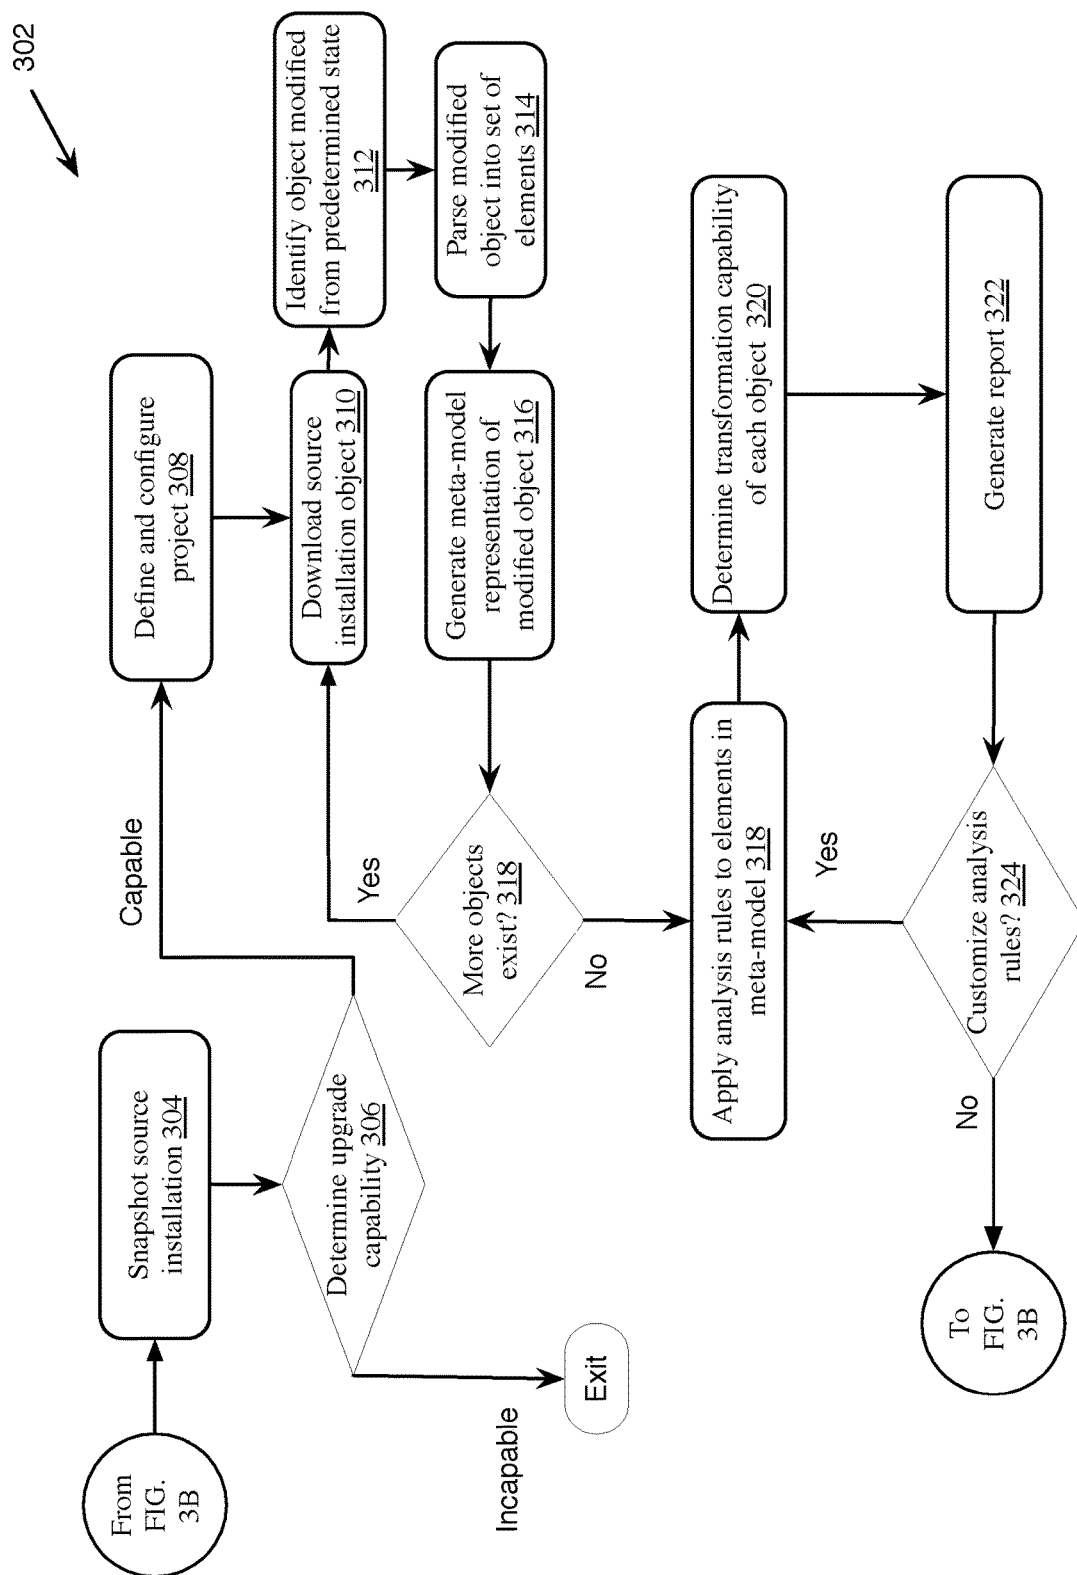 302
From
FIG.
3B
Snapshot source
installation 304
Determine upgrade
capability 306
Incapable
Exit
Capable
Define and configure
project 308
Download source
installation object 310
Identify object modified
from predetermined state
312
Parse modified
object into set of
elements 314
Generate meta-model
representation of
modified object 316
More objects
exist? 318
Yes
No
Apply analysis rules to elements in
meta-model 318
Determine transformation capability
of each object 320
Generate report 322
Customize analysis
rules? 324
Yes
No
To
FIG.
3B